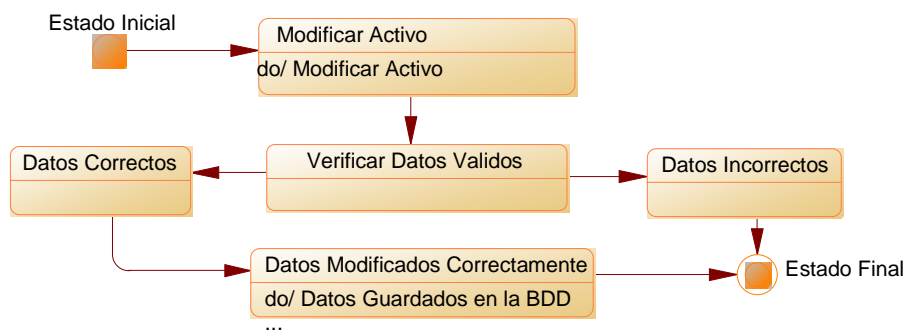 Estado Inicial
Modificar Activo
do/ Modificar Activo
Datos Correctos
Verificar Datos Validos
Datos Incorrectos
Datos Modificados Correctamente
do/ Datos Guardados en la BDD
...
Estado Final